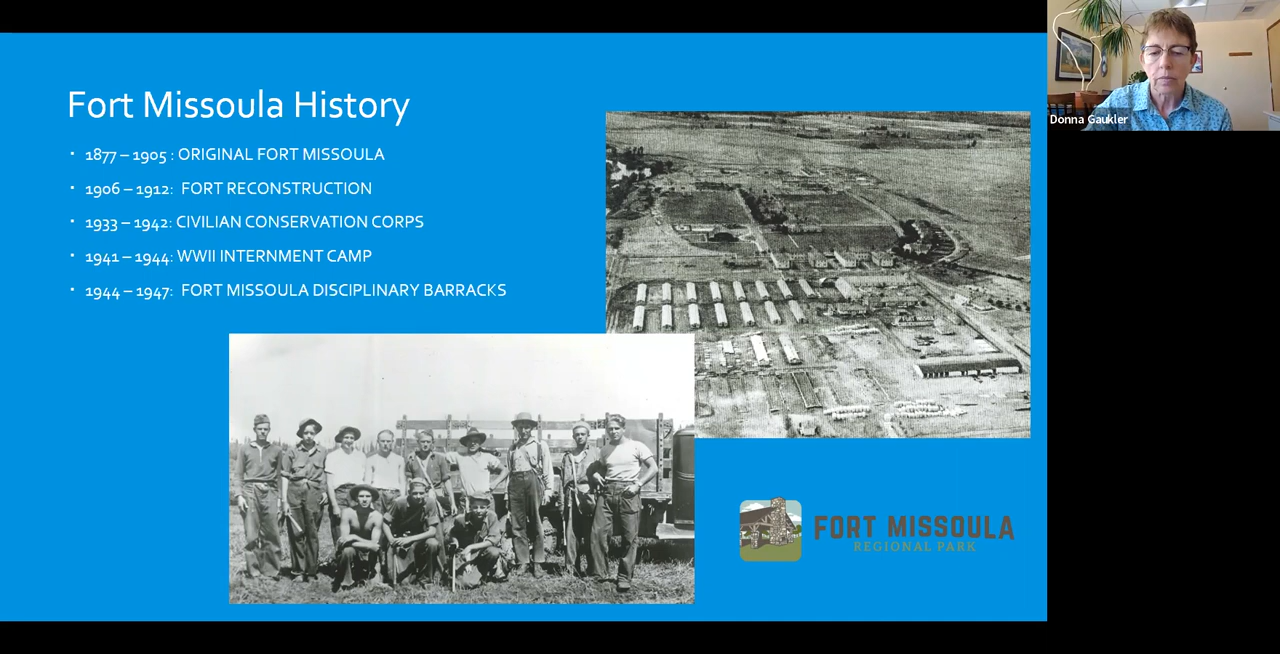 Fort Missoula History
1877 – 1905 : ORIGINAL FORT MISSOULA
1906 – 1912: FORT RECONSTRUCTION
1933 – 1942: CIVILIAN CONSERVATION CORPS
1941 – 1944: WWII INTERNMENT CAMP
1944 – 1947: FORT MISSOULA DISCIPLINARY BARRACKS
FORT MISSOULA
REGIONAL PARK
Donna Gaukler